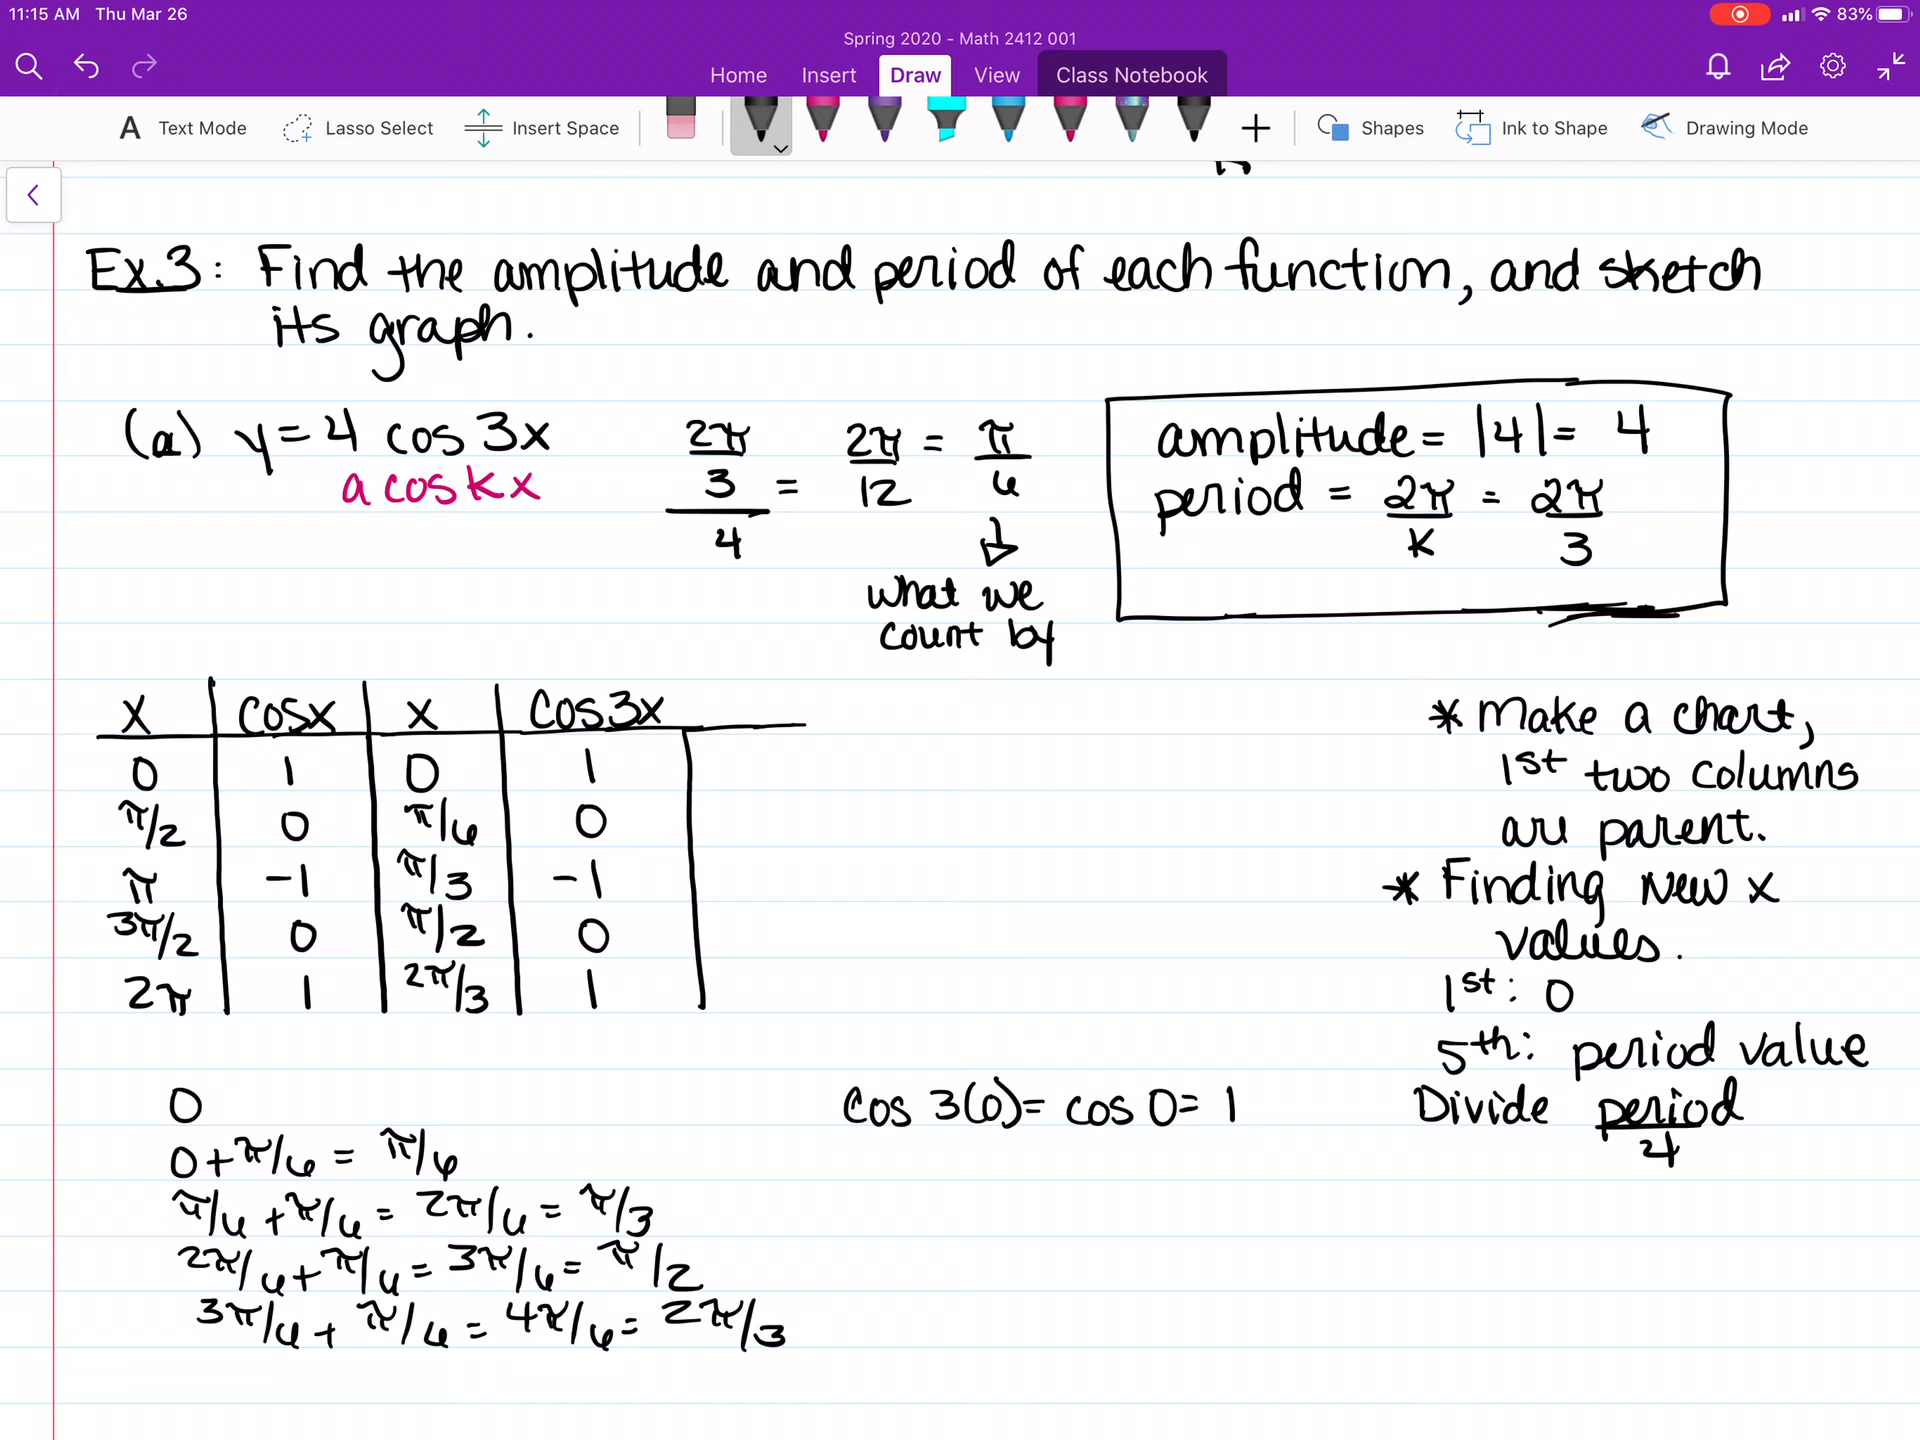 11:15 AM Thu Mar 26
83%
Spring 2020 - Math 2412 001
Home Insert Draw View Class Notebook
A Text Mode Lasso Select Insert Space Shapes Ink to Shape Drawing Mode
Ex.3: Find the amplitude and period of each function, and sketch
its graph.
(a) y = 4 cos 3x
a cos kx
2π/3 / 4 = 2π/12 = π/6
what we
count by
amplitude = |4| = 4
period = 2π/k = 2π/3
x cosx x cos3x
0 1 0 1
π/2 0 π/6 0
π -1 π/3 -1
3π/2 0 π/2 0
2π 1 2π/3 1
* Make a chart,
1st two columns
are parent.
* Finding new x
values.
1st: 0
5th: period value
Divide period/4
0
0 + π/6 = π/6
π/6 + π/6 = 2π/6 = π/3
2π/6 + π/6 = 3π/6 = π/2
3π/6 + π/6 = 4π/6 = 2π/3
cos 3(0) = cos 0 = 1